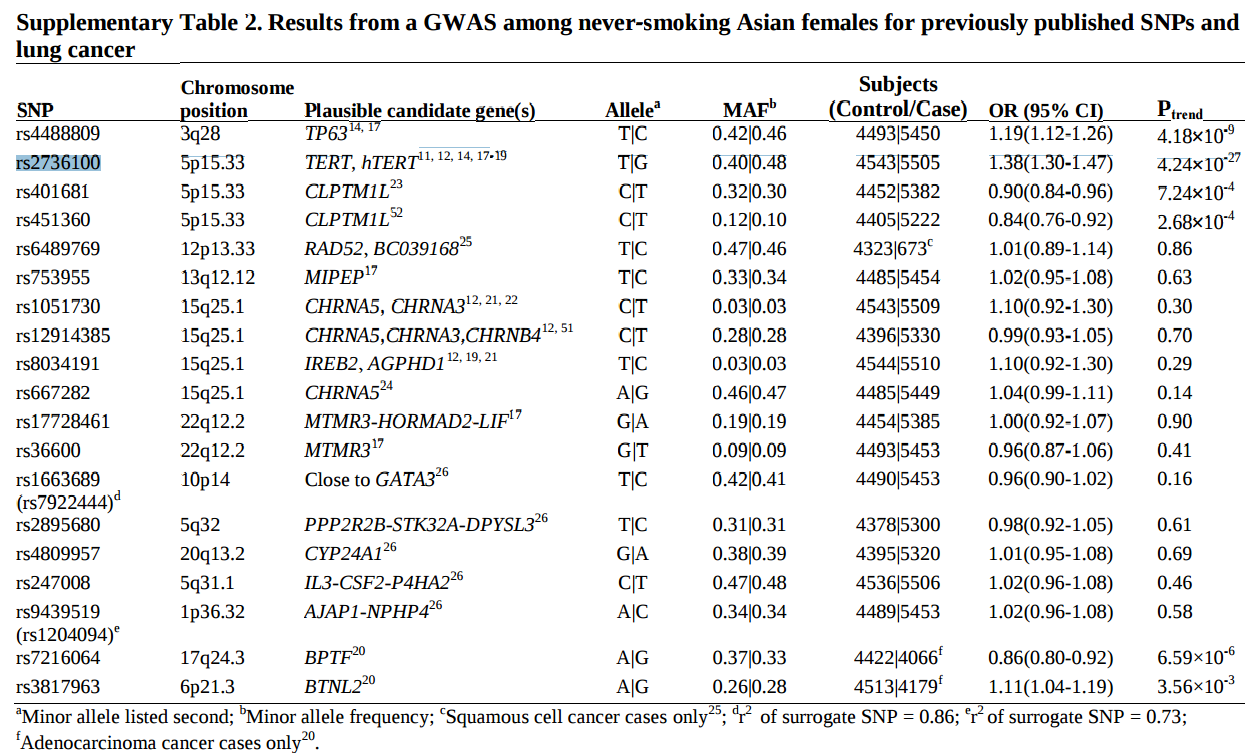 Supplementary Table 2. Results from a GWAS among never-smoking Asian females for previously published SNPs and
lung cancer
SNP Chromosome position Plausible candidate gene(s) Allele^a MAF^b Subjects (Control/Case) OR (95% CI) P_trend
rs4488809 3q28 TP63^14, 17 T|C 0.42|0.46 4493|5450 1.19(1.12-1.26) 4.18×10^-9
rs2736100 5p15.33 TERT, hTERT^11, 12, 14, 17-19 T|G 0.40|0.48 4543|5505 1.38(1.30-1.47) 4.24×10^-27
rs401681 5p15.33 CLPTM1L^23 C|T 0.32|0.30 4452|5382 0.90(0.84-0.96) 7.24×10^-4
rs451360 5p15.33 CLPTM1L^52 C|T 0.12|0.10 4405|5222 0.84(0.76-0.92) 2.68×10^-4
rs6489769 12p13.33 RAD52, BC039168^25 T|C 0.47|0.46 4323|673^c 1.01(0.89-1.14) 0.86
rs753955 13q12.12 MIPEP^17 T|C 0.33|0.34 4485|5454 1.02(0.95-1.08) 0.63
rs1051730 15q25.1 CHRNA5, CHRNA3^12, 21, 22 C|T 0.03|0.03 4543|5509 1.10(0.92-1.30) 0.30
rs12914385 15q25.1 CHRNA5,CHRNA3,CHRNB4^12, 51 C|T 0.28|0.28 4396|5330 0.99(0.93-1.05) 0.70
rs8034191 15q25.1 IREB2, AGPHD1^12, 19, 21 T|C 0.03|0.03 4544|5510 1.10(0.92-1.30) 0.29
rs667282 15q25.1 CHRNA5^24 A|G 0.46|0.47 4485|5449 1.04(0.99-1.11) 0.14
rs17728461 22q12.2 MTMR3-HORMAD2-LIF^17 G|A 0.19|0.19 4454|5385 1.00(0.92-1.07) 0.90
rs36600 22q12.2 MTMR3^17 G|T 0.09|0.09 4493|5453 0.96(0.87-1.06) 0.41
rs1663689 10p14 Close to GATA3^26 T|C 0.42|0.41 4490|5453 0.96(0.90-1.02) 0.16
(rs7922444)^d
rs2895680 5q32 PPP2R2B-STK32A-DPYSL3^26 T|C 0.31|0.31 4378|5300 0.98(0.92-1.05) 0.61
rs4809957 20q13.2 CYP24A1^26 G|A 0.38|0.39 4395|5320 1.01(0.95-1.08) 0.69
rs247008 5q31.1 IL3-CSF2-P4HA2^26 C|T 0.47|0.48 4536|5506 1.02(0.96-1.08) 0.46
rs9439519 1p36.32 AJAP1-NPHP4^26 A|C 0.34|0.34 4489|5453 1.02(0.96-1.08) 0.58
(rs1204094)^e
rs7216064 17q24.3 BPTF^20 A|G 0.37|0.33 4422|4066^f 0.86(0.80-0.92) 6.59×10^-6
rs3817963 6p21.3 BTNL2^20 A|G 0.26|0.28 4513|4179^f 1.11(1.04-1.19) 3.56×10^-3
^aMinor allele listed second; ^bMinor allele frequency; ^cSquamous cell cancer cases only^25; ^dr^2 of surrogate SNP = 0.86; ^er^2 of surrogate SNP = 0.73;
^fAdenocarcinoma cancer cases only^20.